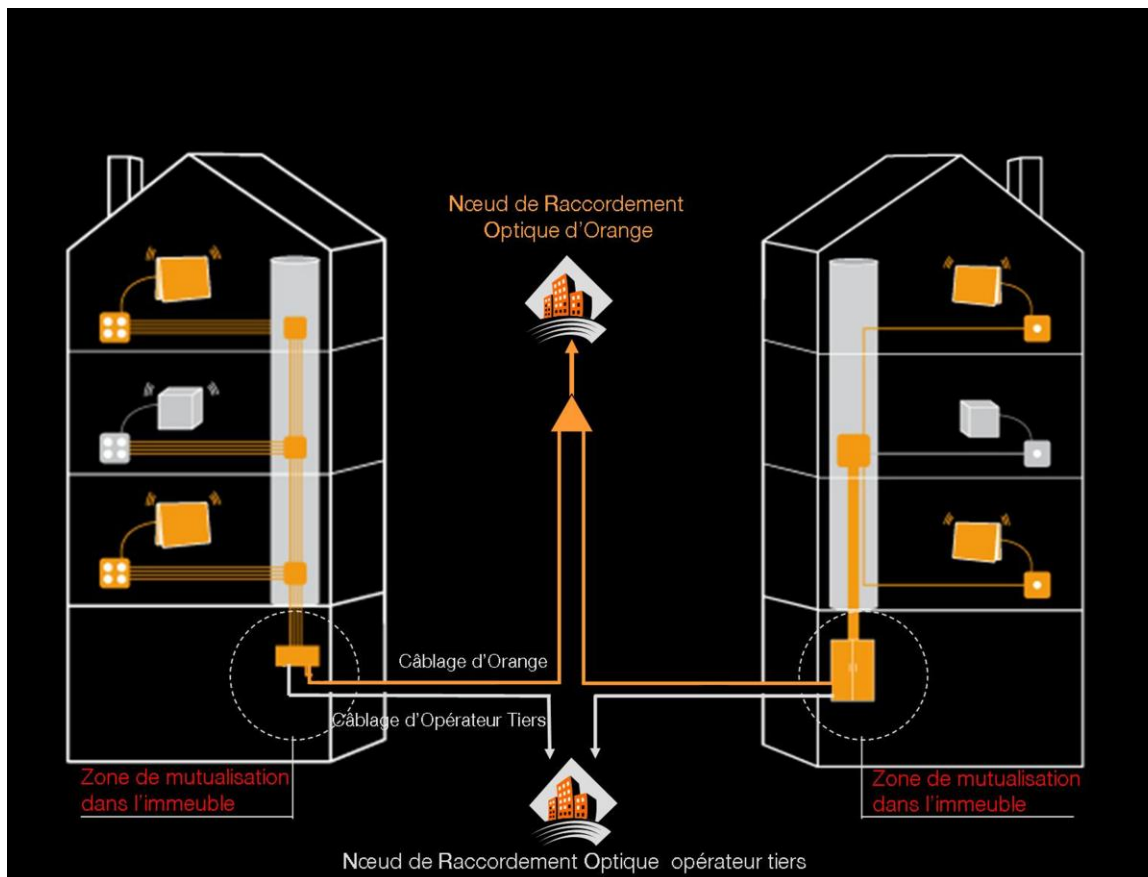 Nœud de Raccordement
Optique d'Orange
Câblage d'Orange
Câblage d'Opérateur Tiers
Zone de mutualisation
dans l'immeuble
Zone de mutualisation
dans l'immeuble
Nœud de Raccordement Optique opérateur tiers